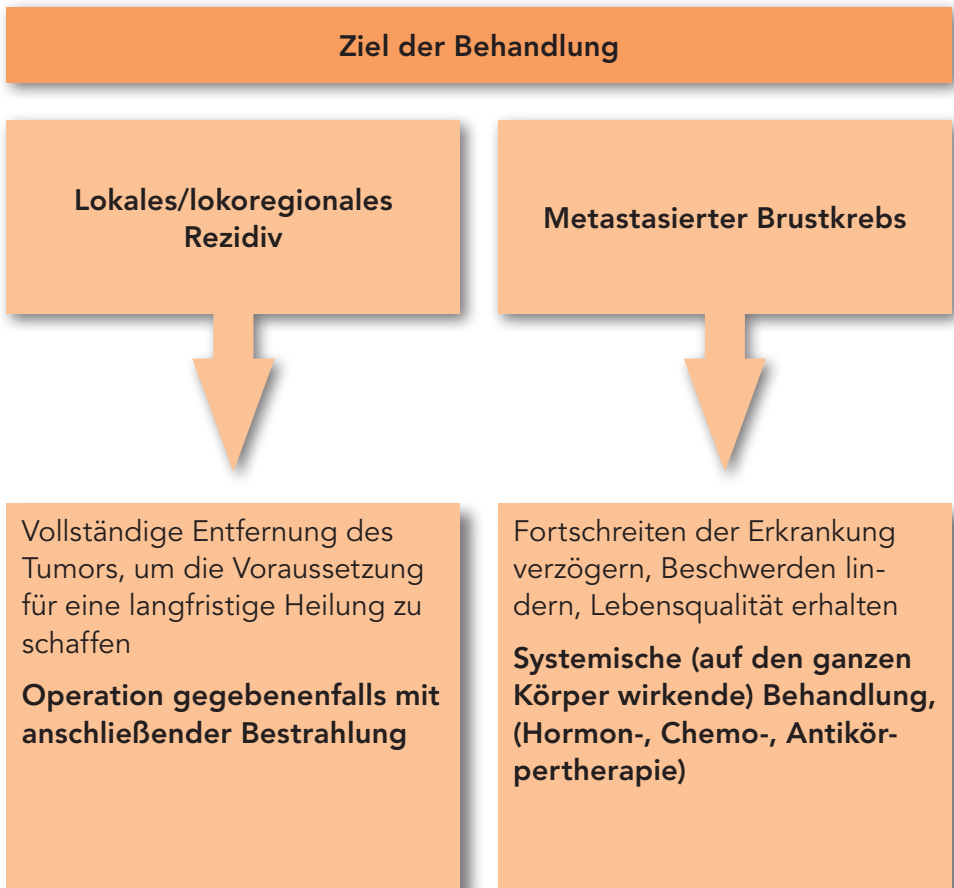 Ziel der Behandlung
Lokales/lokoregionales
Rezidiv
Metastasierter Brustkrebs
Vollständige Entfernung des
Tumors, um die Voraussetzung
für eine langfristige Heilung zu
schaffen
Operation gegebenenfalls mit
anschließender Bestrahlung
Fortschreiten der Erkrankung
verzögern, Beschwerden lin-
dern, Lebensqualität erhalten
Systemische (auf den ganzen
Körper wirkende) Behandlung,
(Hormon-, Chemo-, Antikör-
pertherapie)